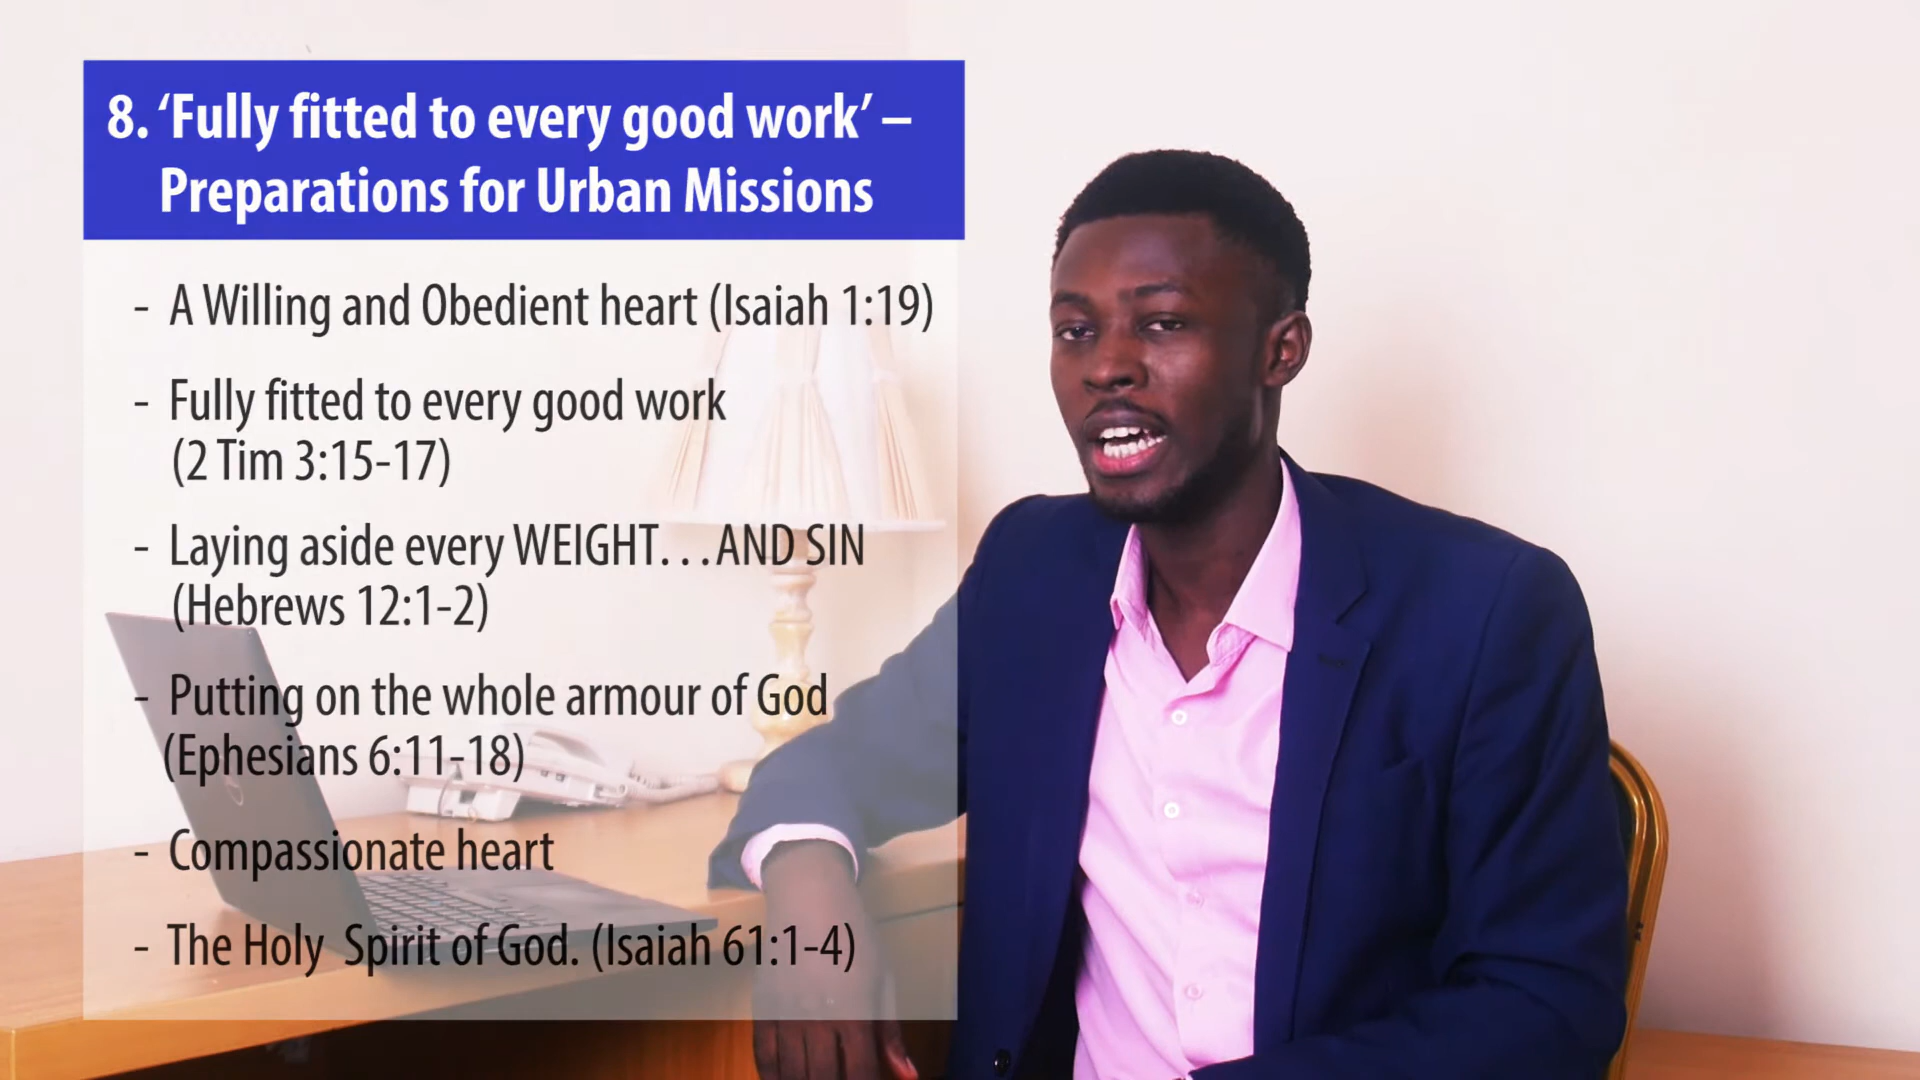 8. ‘Fully fitted to every good work’ –
Preparations for Urban Missions
- A Willing and Obedient heart (Isaiah 1:19)
- Fully fitted to every good work
(2 Tim 3:15-17)
- Laying aside every WEIGHT. . . AND SIN
(Hebrews 12:1-2)
- Putting on the whole armour of God
(Ephesians 6:11-18)
- Compassionate heart
- The Holy Spirit of God. (Isaiah 61:1-4)